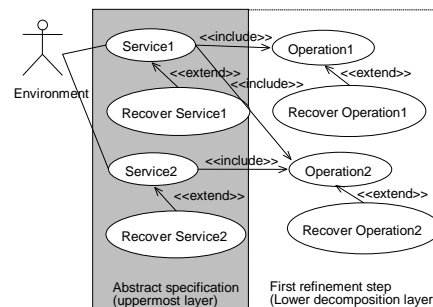 Service1
<<include>>
Operation1
<<extend>>
<<include>>
<<extend>>
Environment
Recover Service1
Recover Operation1
Service2
<<include>>
Operation2
<<extend>>
<<extend>>
Recover Service2
Recover Operation2
Abstract specification
(uppermost layer)
First refinement step
(Lower decomposition layer